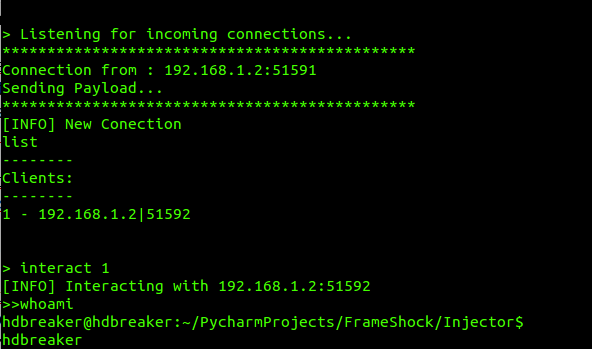 > Listening for incoming connections...
**********************************************
Connection from : 192.168.1.2:51591
Sending Payload...
**********************************************
[INFO] New Conection
list
--------
Clients:
--------
1 - 192.168.1.2|51592
> interact 1
[INFO] Interacting with 192.168.1.2:51592
>>whoami
hdbreaker@hdbreaker:~/PycharmProjects/FrameShock/Injector$
hdbreaker